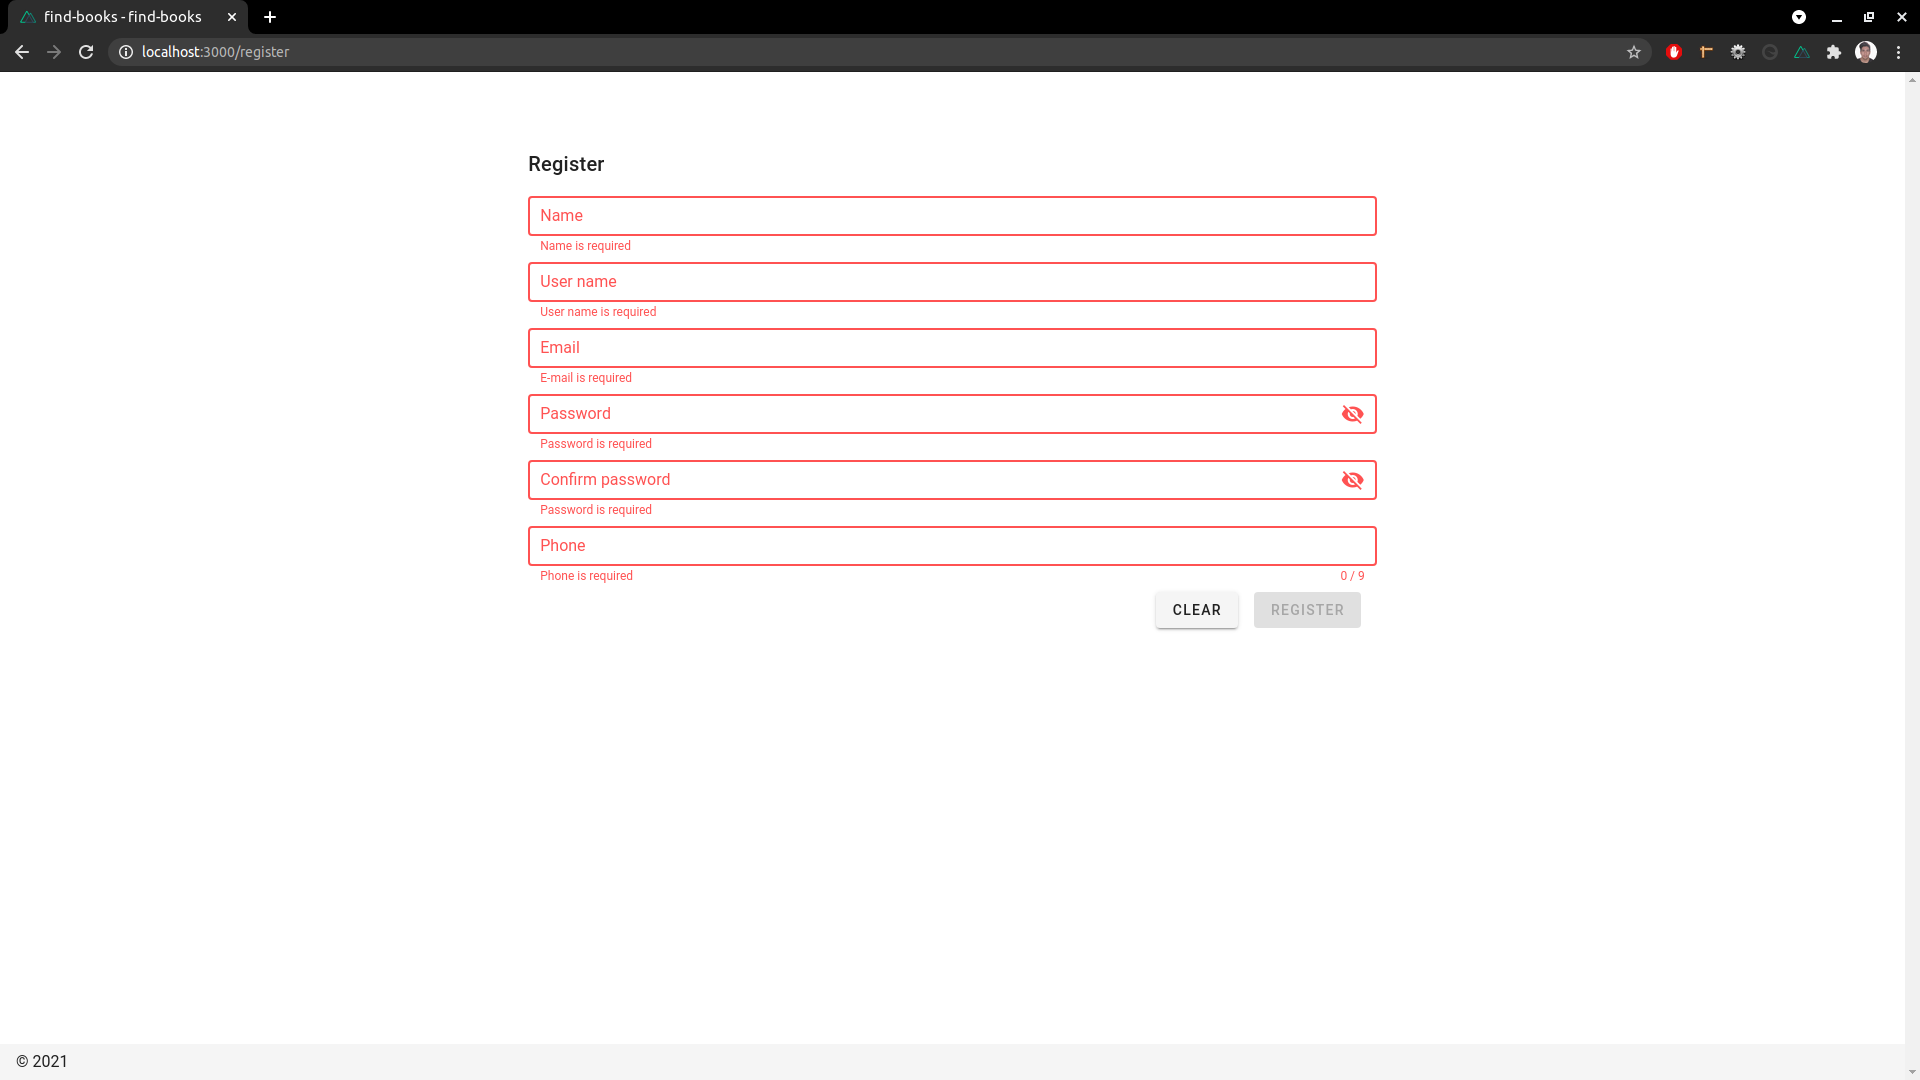 find-books - find-books
localhost:3000/register
Register
Name
Name is required
User name
User name is required
Email
E-mail is required
Password
Password is required
Confirm password
Password is required
Phone
Phone is required 0 / 9
CLEAR REGISTER
© 2021